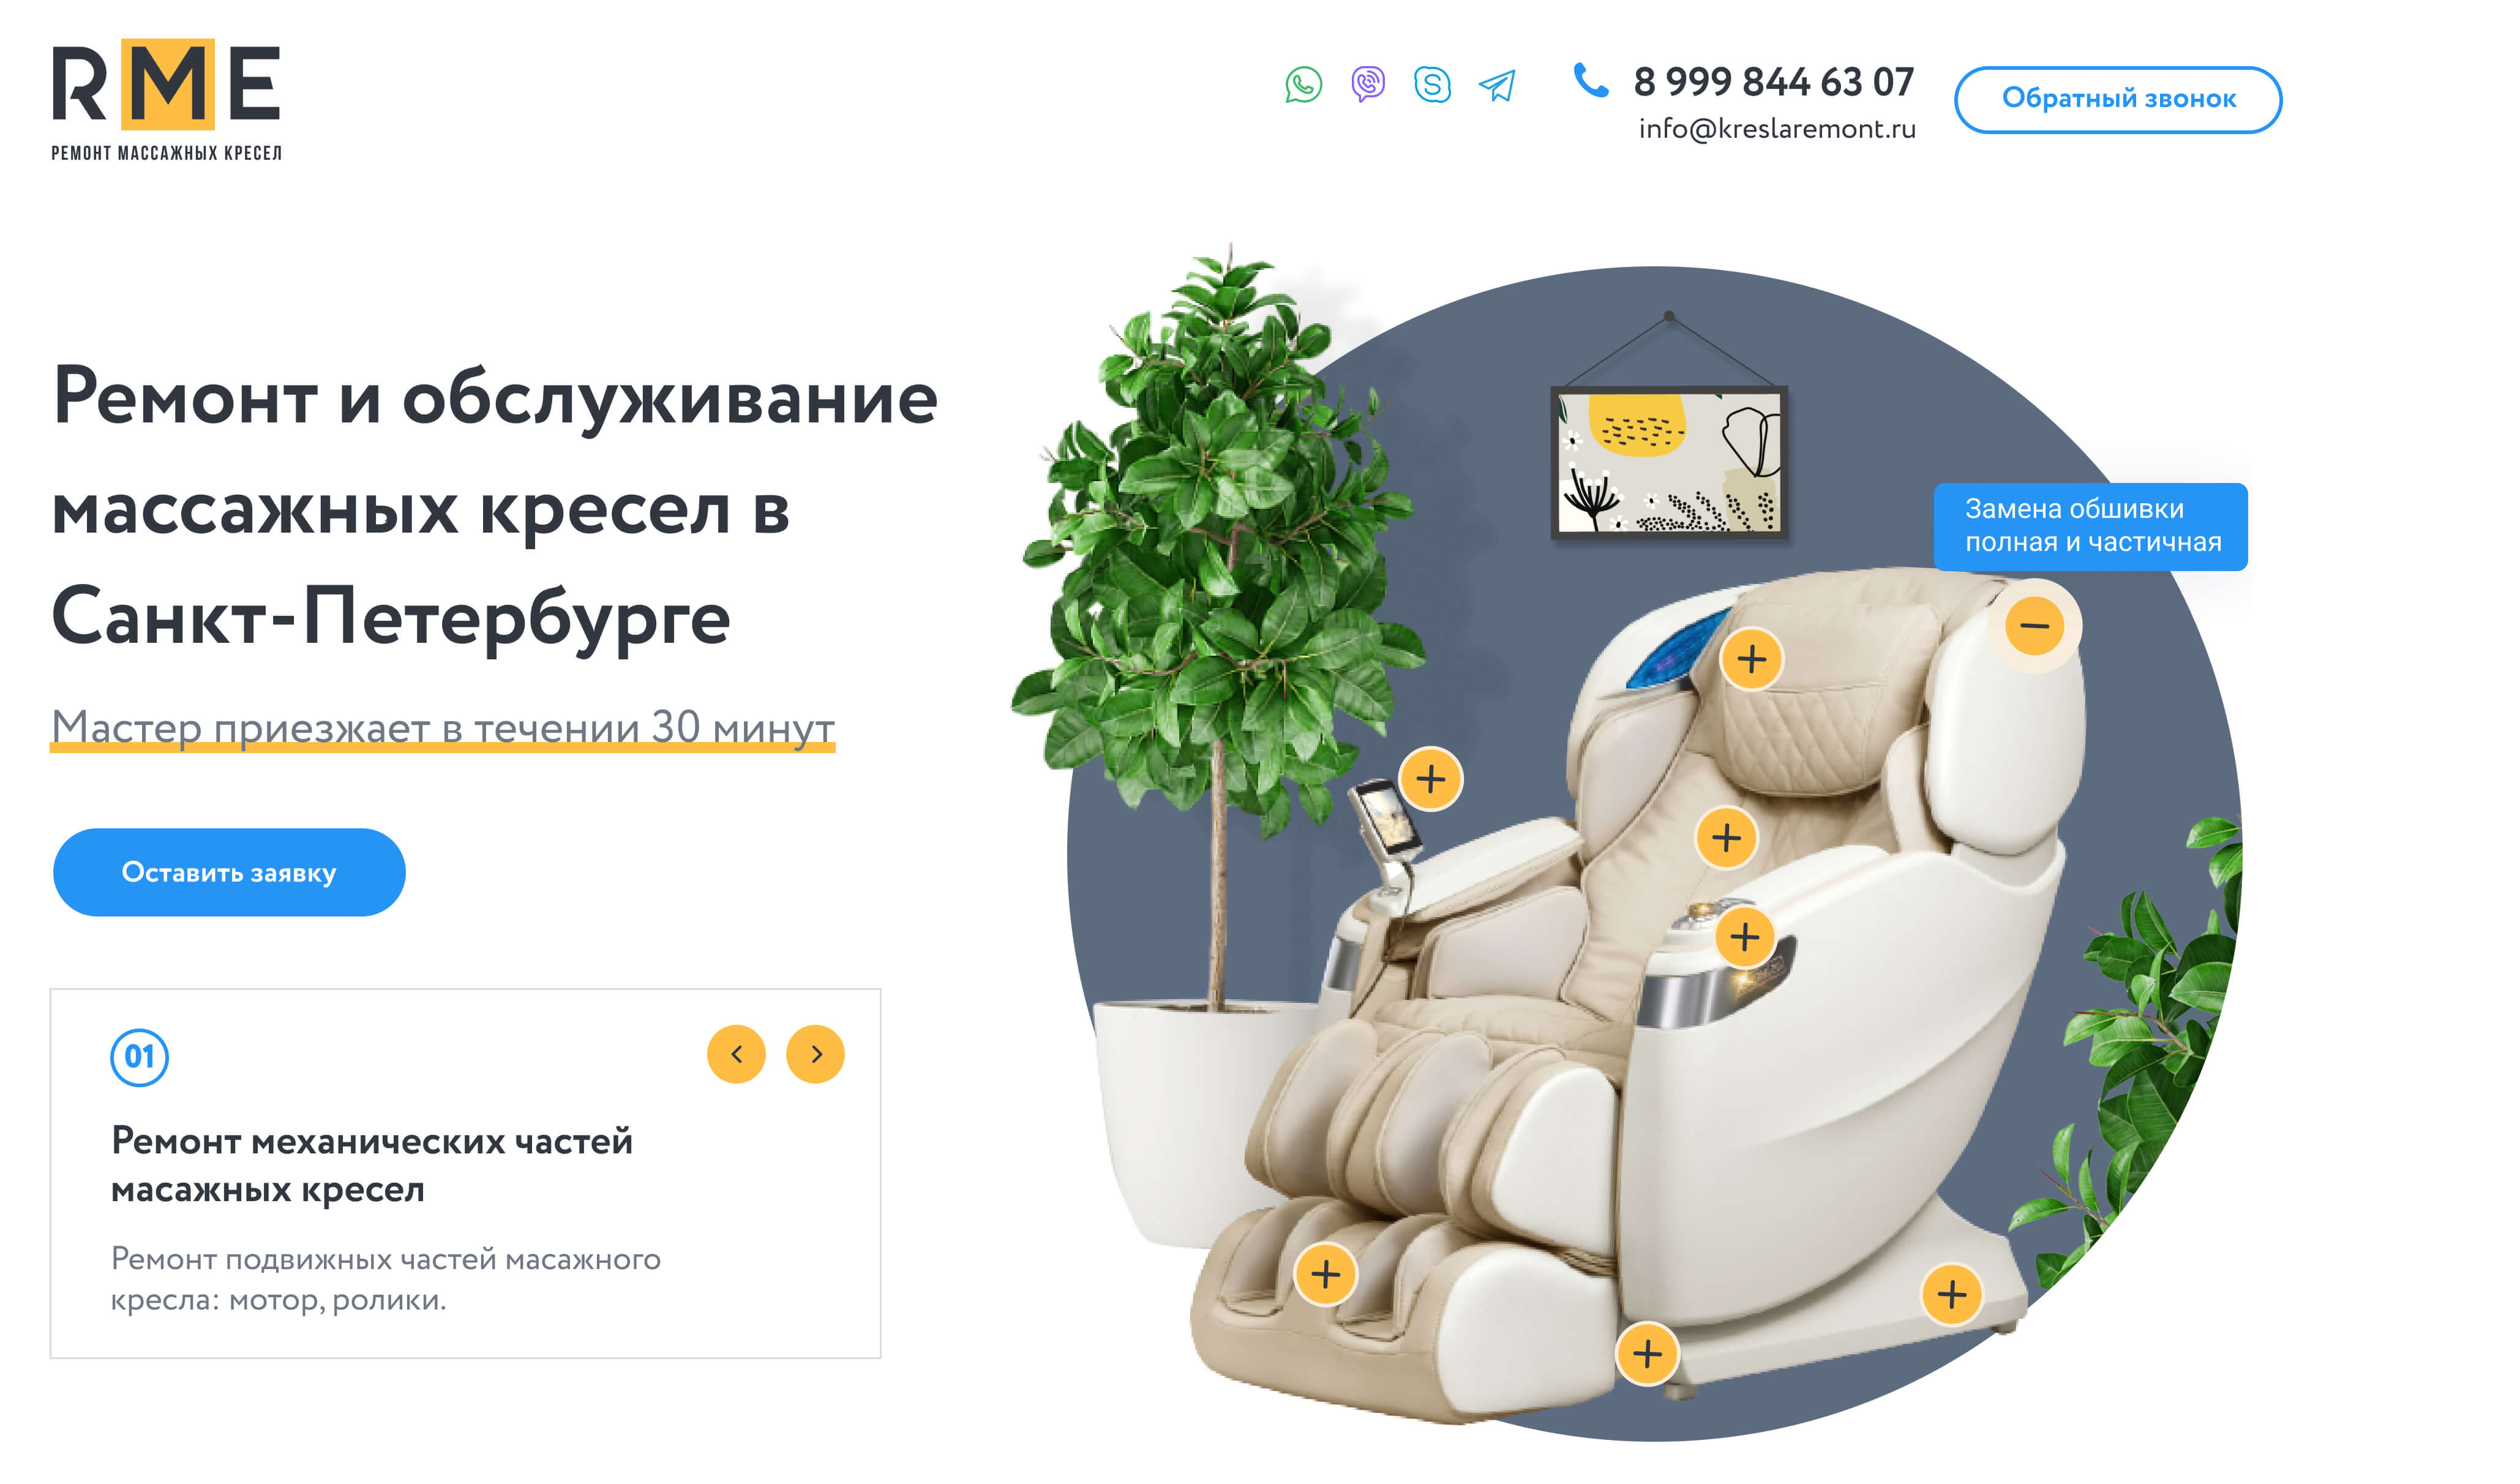 RME
РЕМОНТ МАССАЖНЫХ КРЕСЕЛ
8 999 844 63 07
info@kreslaremont.ru
Обратный звонок
Ремонт и обслуживание
массажных кресел в
Санкт-Петербурге
Мастер приезжает в течении 30 минут
Оставить заявку
Замена обшивки
полная и частичная
01
Ремонт механических частей
масажных кресел
Ремонт подвижных частей масажного
кресла: мотор, ролики.